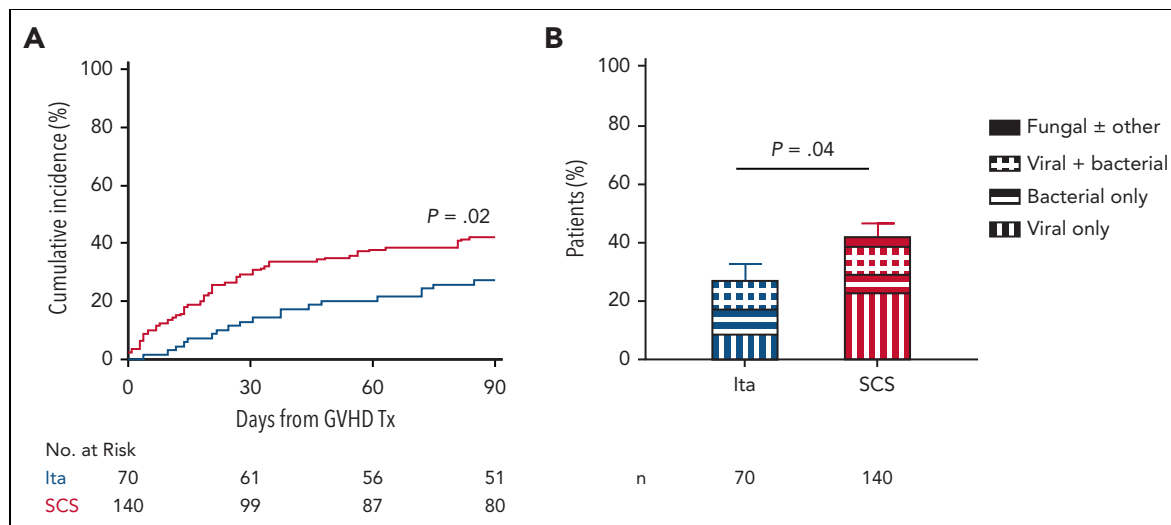 A
100
80
60
40
20
0
Cumulative incidence (%)
P = .02
0 30 60 90
Days from GVHD Tx
No. at Risk
Ita 70 61 56 51
SCS 140 99 87 80
B
100
80
60
40
20
0
Patients (%)
P = .04
Ita SCS
n 70 140
Fungal ± other
Viral + bacterial
Bacterial only
Viral only